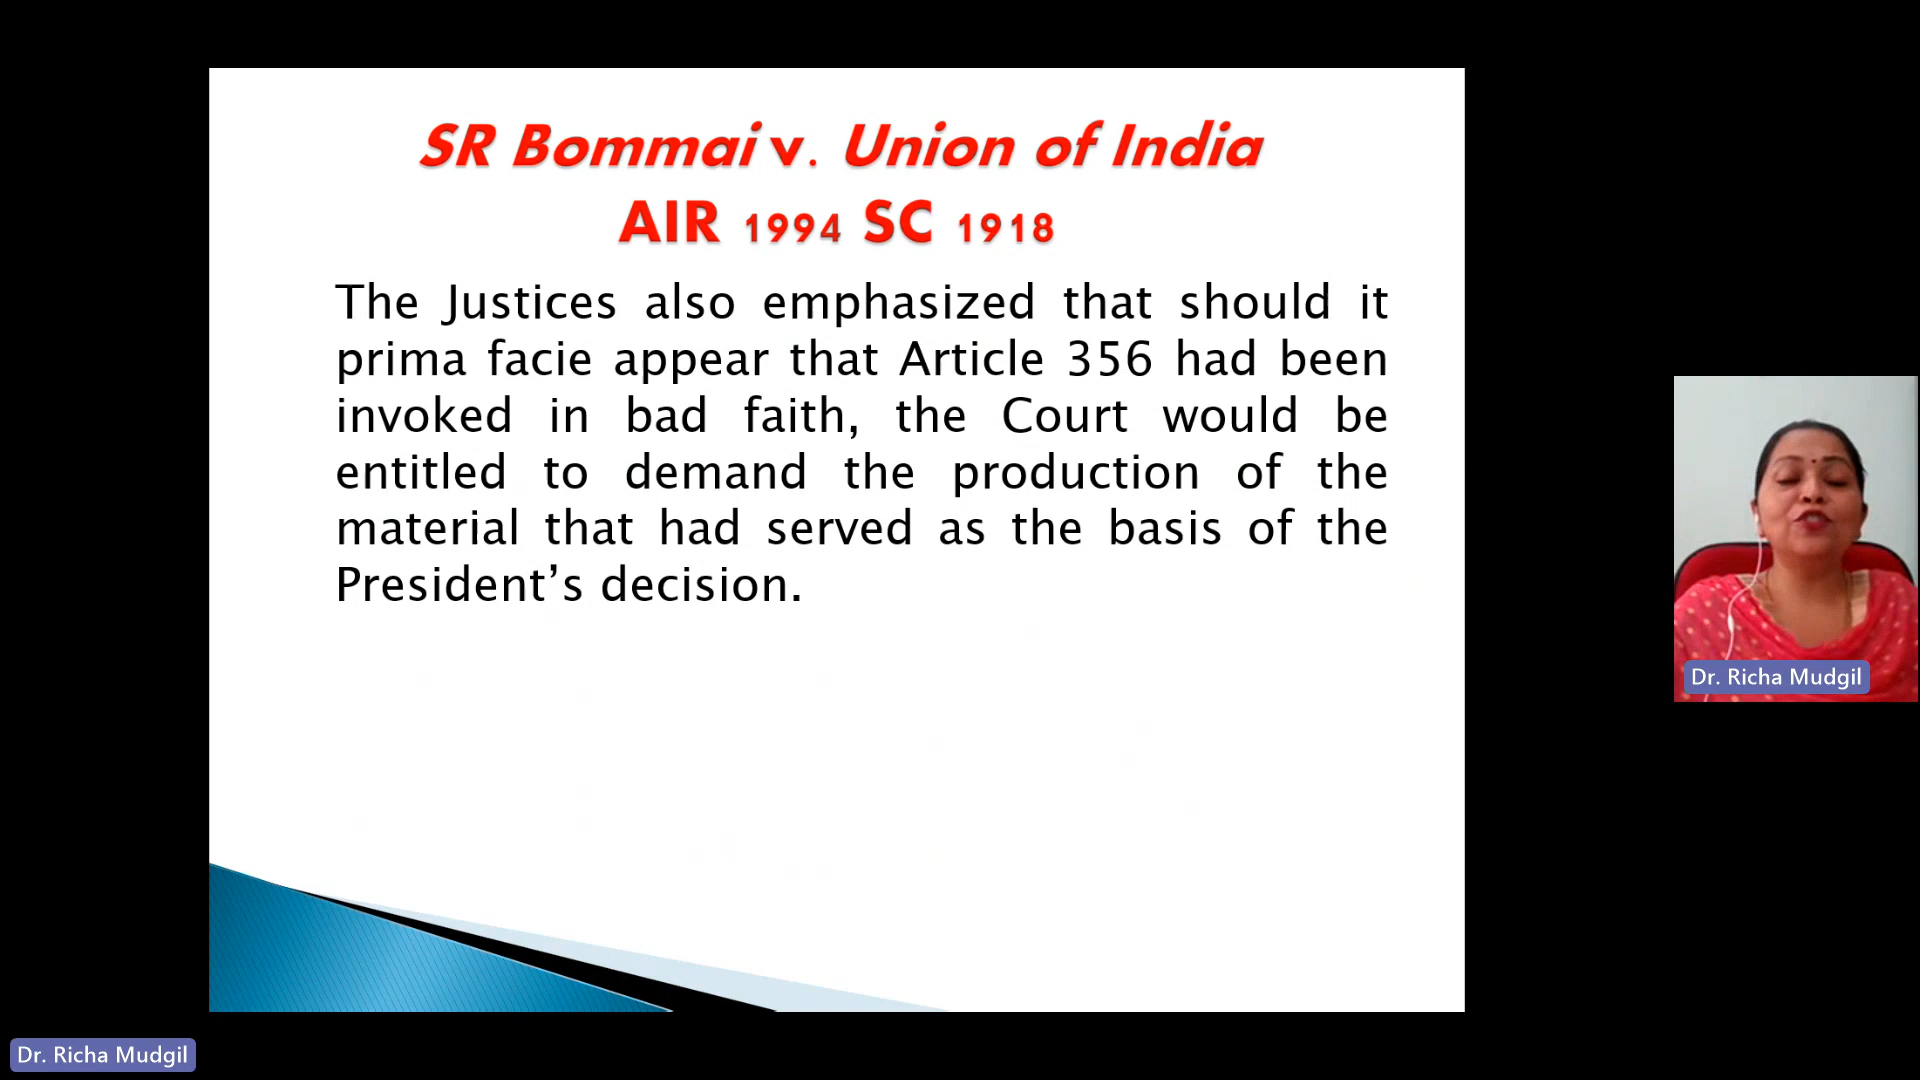 SR Bommai v. Union of India
AIR 1994 SC 1918
The Justices also emphasized that should it
prima facie appear that Article 356 had been
invoked in bad faith, the Court would be
entitled to demand the production of the
material that had served as the basis of the
President’s decision.
Dr. Richa Mudgil
Dr. Richa Mudgil